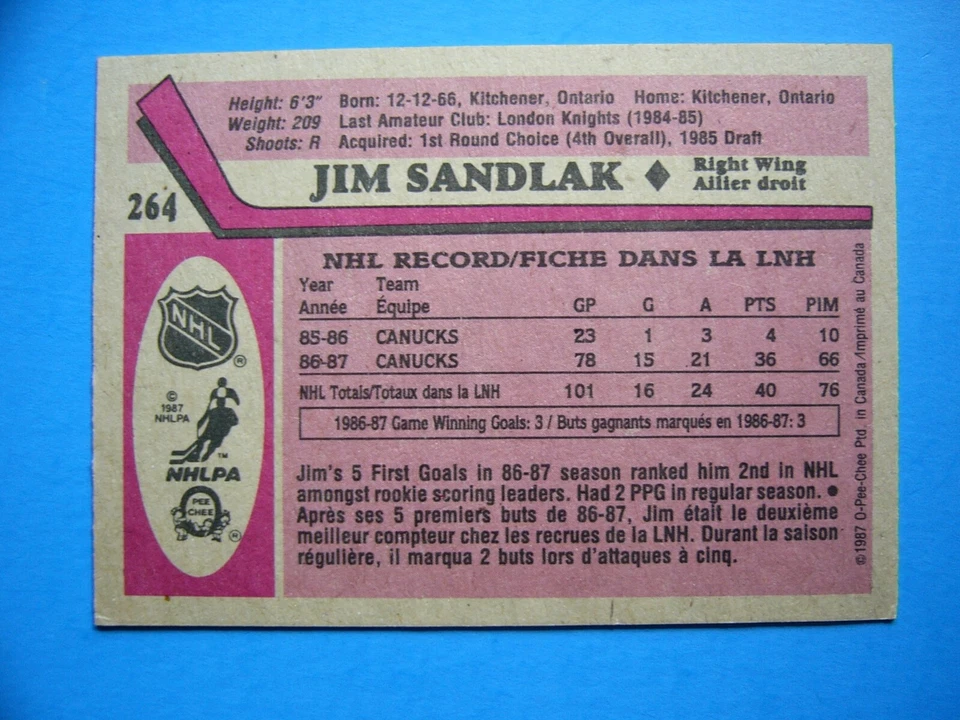 Height: 6'3" Born: 12-12-66, Kitchener, Ontario Home: Kitchener, Ontario
Weight: 209 Last Amateur Club: London Knights (1984-85)
Shoots: R Acquired: 1st Round Choice (4th Overall), 1985 Draft
JIM SANDLAK ♦ Right Wing
Ailier droit
264
NHL RECORD/FICHE DANS LA LNH
Year Team
Année Équipe GP G A PTS PIM
85-86 CANUCKS 23 1 3 4 10
86-87 CANUCKS 78 15 21 36 66
NHL Totals/Totaux dans la LNH 101 16 24 40 76
1986-87 Game Winning Goals: 3 / Buts gagnants marqués en 1986-87: 3
Jim's 5 First Goals in 86-87 season ranked him 2nd in NHL
amongst rookie scoring leaders. Had 2 PPG in regular season. ●
Après ses 5 premiers buts de 86-87, Jim était le deuxième
meilleur compteur chez les recrues de la LNH. Durant la saison
régulière, il marqua 2 buts lors d'attaques à cinq.
NHL
®
©
1987
NHLPA
TM
NHLPA
O
PEE
CHEE
®
©1987 O-Pee-Chee Ptd. in Canada/Imprimé au Canada